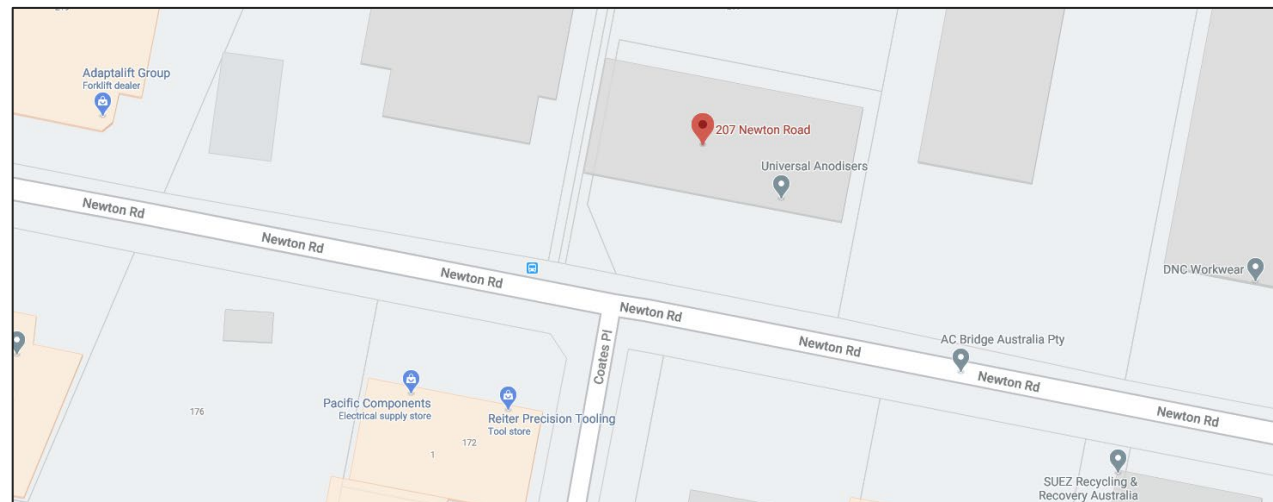 Adaptalift Group
Forklift dealer
207 Newton Road
Universal Anodisers
Newton Rd
Newton Rd
Newton Rd
DNC Workwear
Newton Rd
Newton Rd
AC Bridge Australia Pty
Newton Rd
Newton Rd
Coates Pl
Pacific Components
Electrical supply store
176
Reiter Precision Tooling
Tool store
172
1
SUEZ Recycling &
Recovery Australia